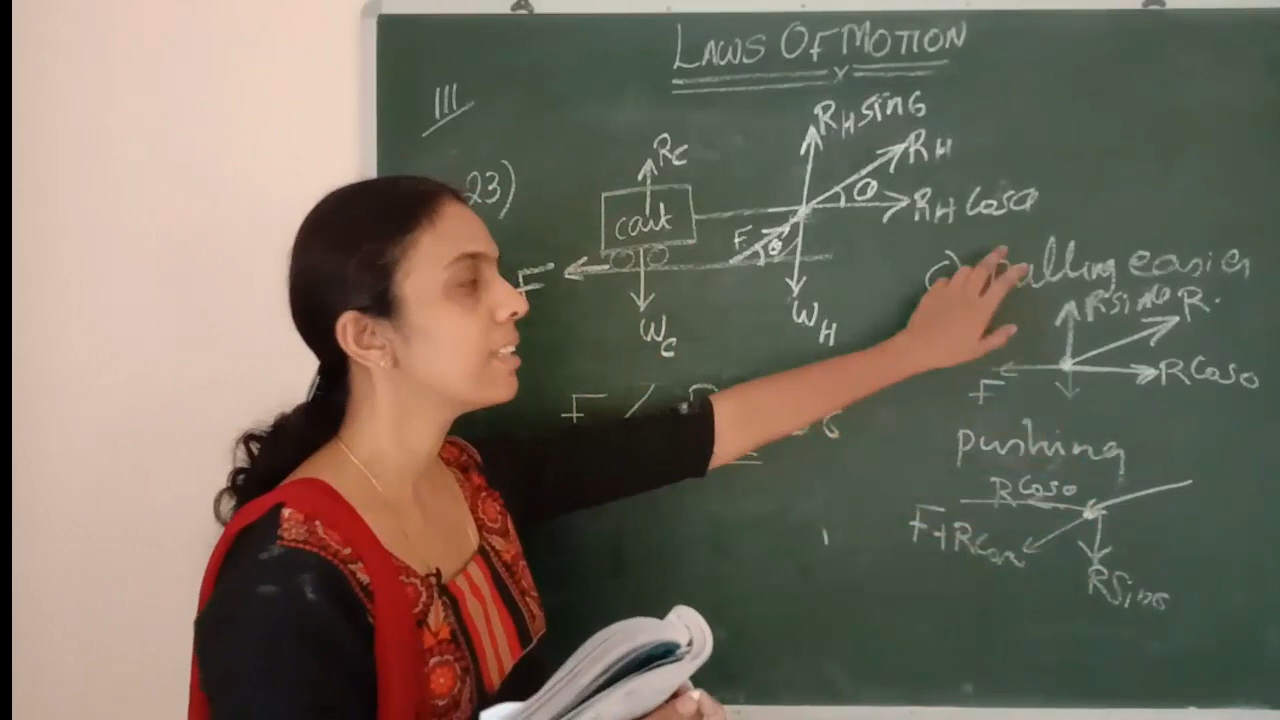 LAWS OF MOTION
III
23)
RH Sinθ
RH
θ
RH Cosθ
RC
cart
F
θ
F
WC
WH
F
c) pulling easier
RSinθ R
RCosθ
F
pushing
RCosθ
F+RCosθ
RSinθ